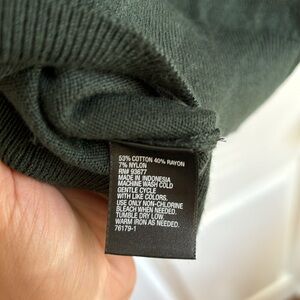 53% COTTON 40% RAYON
7% NYLON
RN# 93677
MADE IN INDONESIA
MACHINE WASH COLD
GENTLE CYCLE
WITH LIKE COLORS,
USE ONLY NON-CHLORINE
BLEACH WHEN NEEDED.
TUMBLE DRY LOW.
WARM IRON AS NEEDED.
76179-1